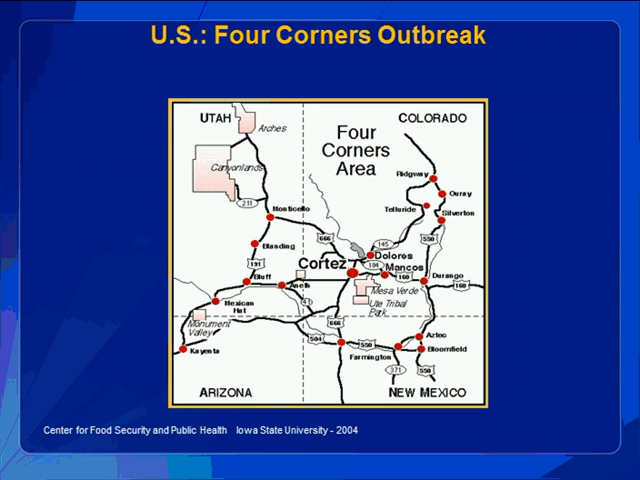 U.S.: Four Corners Outbreak
UTAH
COLORADO
Arches
Four
Corners
Area
Canyonlands
Ridgway
Ouray
211
Telluride
Silverton
Monticello
666
145
550
Blanding
Dolores
191
Cortez
184
Mancos
Bluff
Aneth
160
Durango
160
Mesa Verde
Mexican
Hat
41
Ute Tribal
Park
Monument
Valley
666
Aztec
504
550
Kayenta
Farmington
Bloomfield
371
550
ARIZONA
NEW MEXICO
Center for Food Security and Public Health Iowa State University - 2004